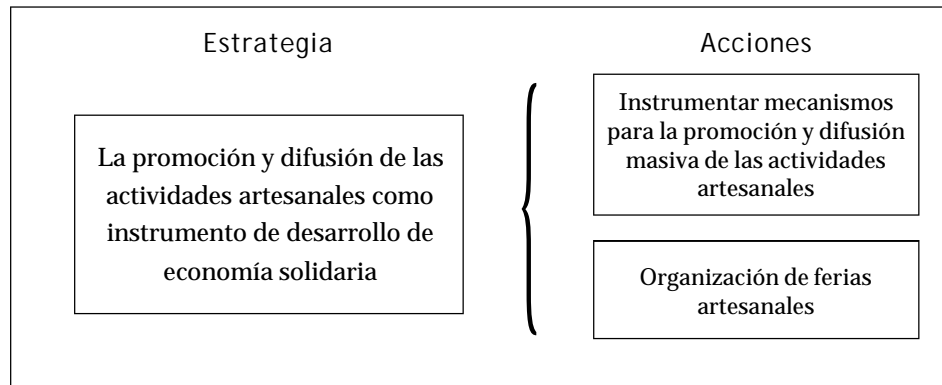 Estrategia
La promoción y difusión de las
actividades artesanales como
instrumento de desarrollo de
economía solidaria
Acciones
Instrumentar mecanismos
para la promoción y difusión
masiva de las actividades
artesanales
Organización de ferias
artesanales